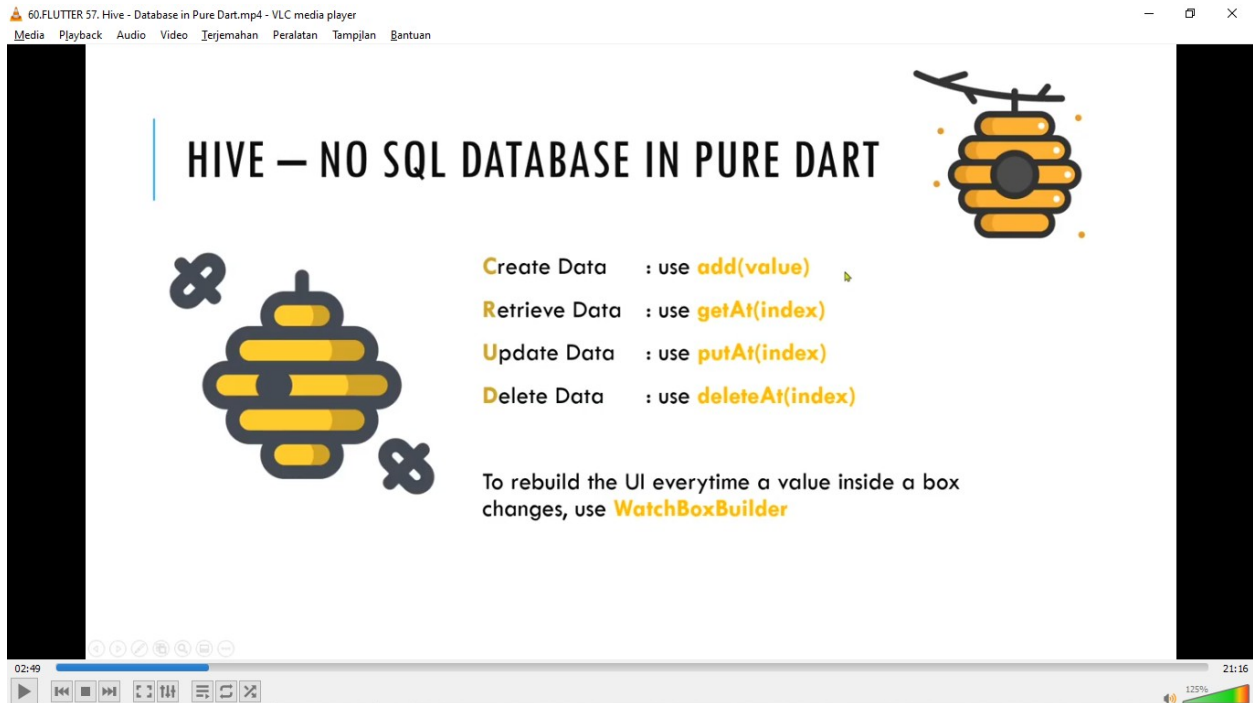 60.FLUTTER 57. Hive - Database in Pure Dart.mp4 - VLC media player
Media Playback Audio Video Terjemahan Peralatan Tampilan Bantuan
HIVE – NO SQL DATABASE IN PURE DART
Create Data : use add(value)
Retrieve Data : use getAt(index)
Update Data : use putAt(index)
Delete Data : use deleteAt(index)
To rebuild the UI everytime a value inside a box
changes, use WatchBoxBuilder
02:49 21:16
125%